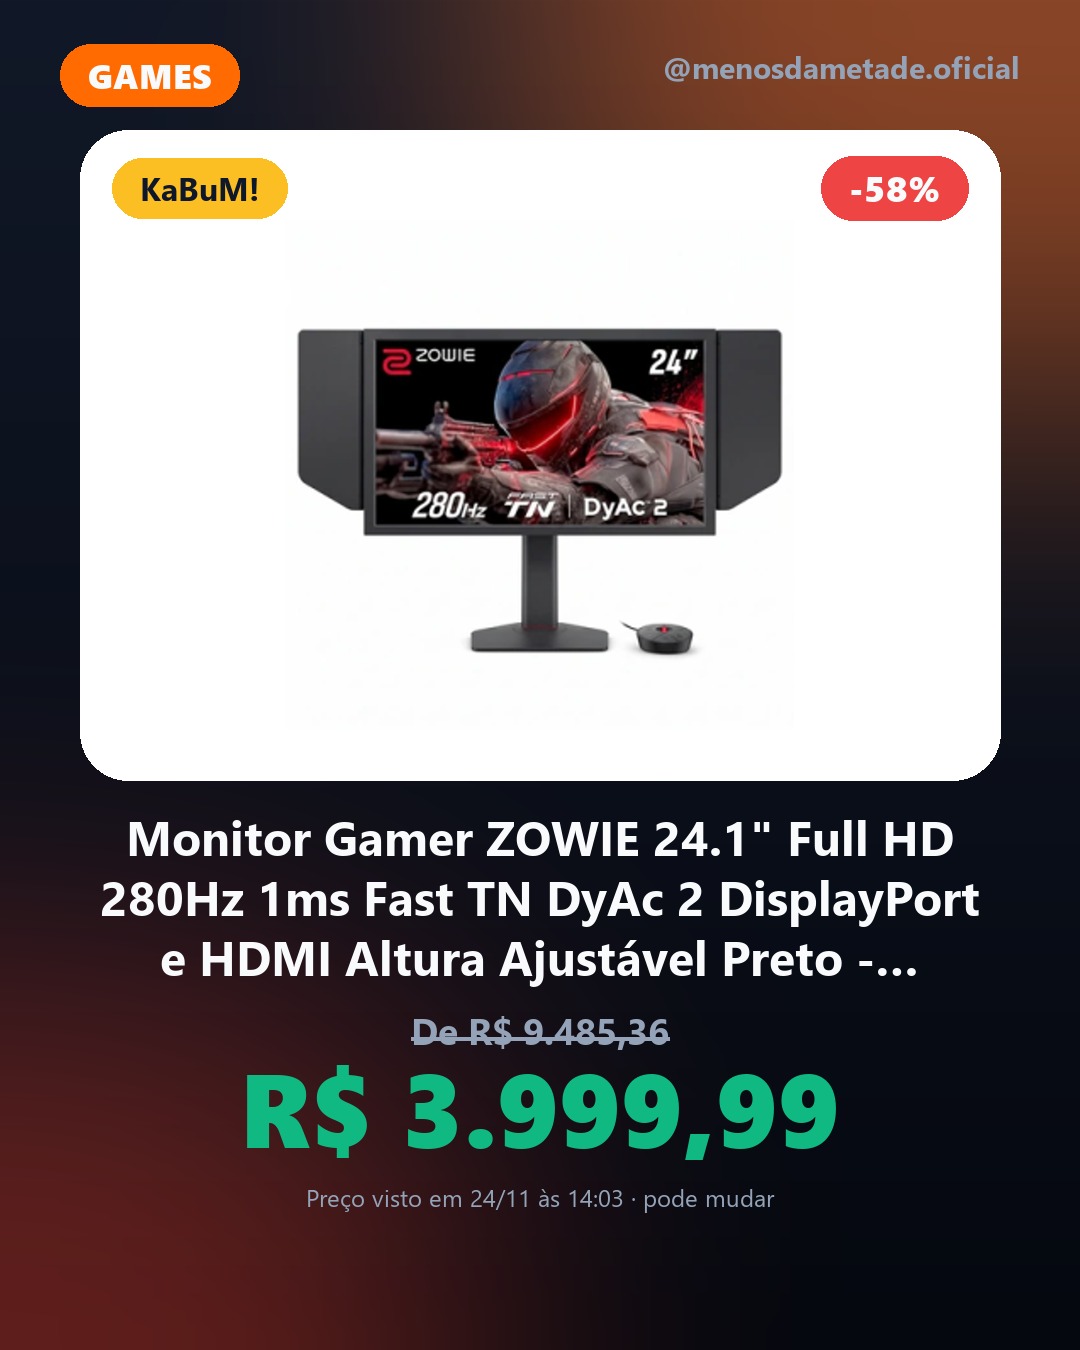 GAMES
@menosdametade.oficial
KaBuM!
-58%
ZOWIE
24"
280Hz FAST TN | DyAc 2
Monitor Gamer ZOWIE 24.1" Full HD
280Hz 1ms Fast TN DyAc 2 DisplayPort
e HDMI Altura Ajustável Preto -...
De R$ 9.485,36
R$ 3.999,99
Preço visto em 24/11 às 14:03 · pode mudar